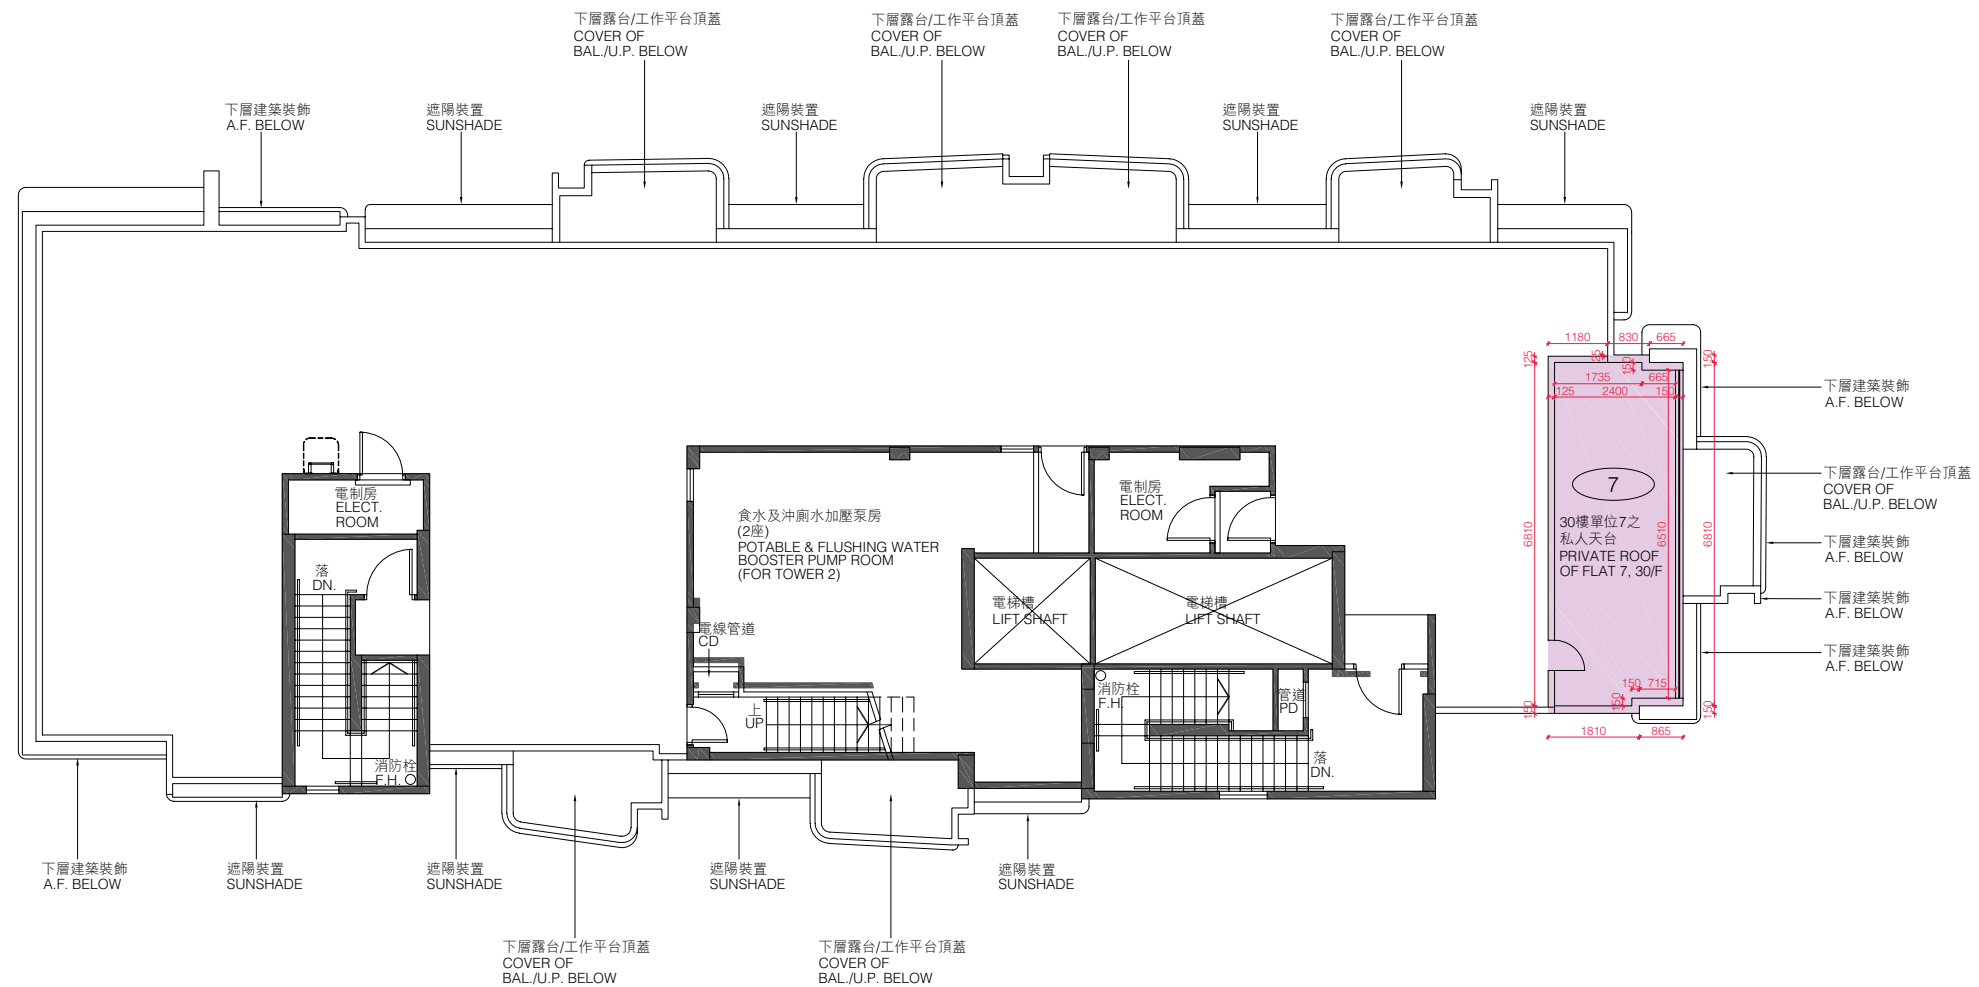 下層露台/工作平台頂蓋
COVER OF
BAL./U.P. BELOW
下層露台/工作平台頂蓋
COVER OF
BAL./U.P. BELOW
下層露台/工作平台頂蓋
COVER OF
BAL./U.P. BELOW
下層露台/工作平台頂蓋
COVER OF
BAL./U.P. BELOW
下層建築裝飾
A.F. BELOW
遮陽裝置
SUNSHADE
遮陽裝置
SUNSHADE
遮陽裝置
SUNSHADE
遮陽裝置
SUNSHADE
1180
830
665
125
25
150
150
1735
665
125
2400
150
6810
6510
6810
7
30樓單位7之
私人天台
PRIVATE ROOF
OF FLAT 7, 30/F
150
715
150
150
150
1810
865
下層建築裝飾
A.F. BELOW
下層露台/工作平台頂蓋
COVER OF
BAL./U.P. BELOW
下層建築裝飾
A.F. BELOW
下層建築裝飾
A.F. BELOW
下層建築裝飾
A.F. BELOW
電制房
ELECT.
ROOM
落
DN.
消防栓
F.H.
食水及沖廁水加壓泵房
(2座)
POTABLE & FLUSHING WATER
BOOSTER PUMP ROOM
(FOR TOWER 2)
電制房
ELECT.
ROOM
電梯槽
LIFT SHAFT
電梯槽
LIFT SHAFT
電線管道
CD
上
UP
消防栓
F.H.
管道
PD
落
DN.
下層建築裝飾
A.F. BELOW
遮陽裝置
SUNSHADE
遮陽裝置
SUNSHADE
遮陽裝置
SUNSHADE
遮陽裝置
SUNSHADE
下層露台/工作平台頂蓋
COVER OF
BAL./U.P. BELOW
下層露台/工作平台頂蓋
COVER OF
BAL./U.P. BELOW